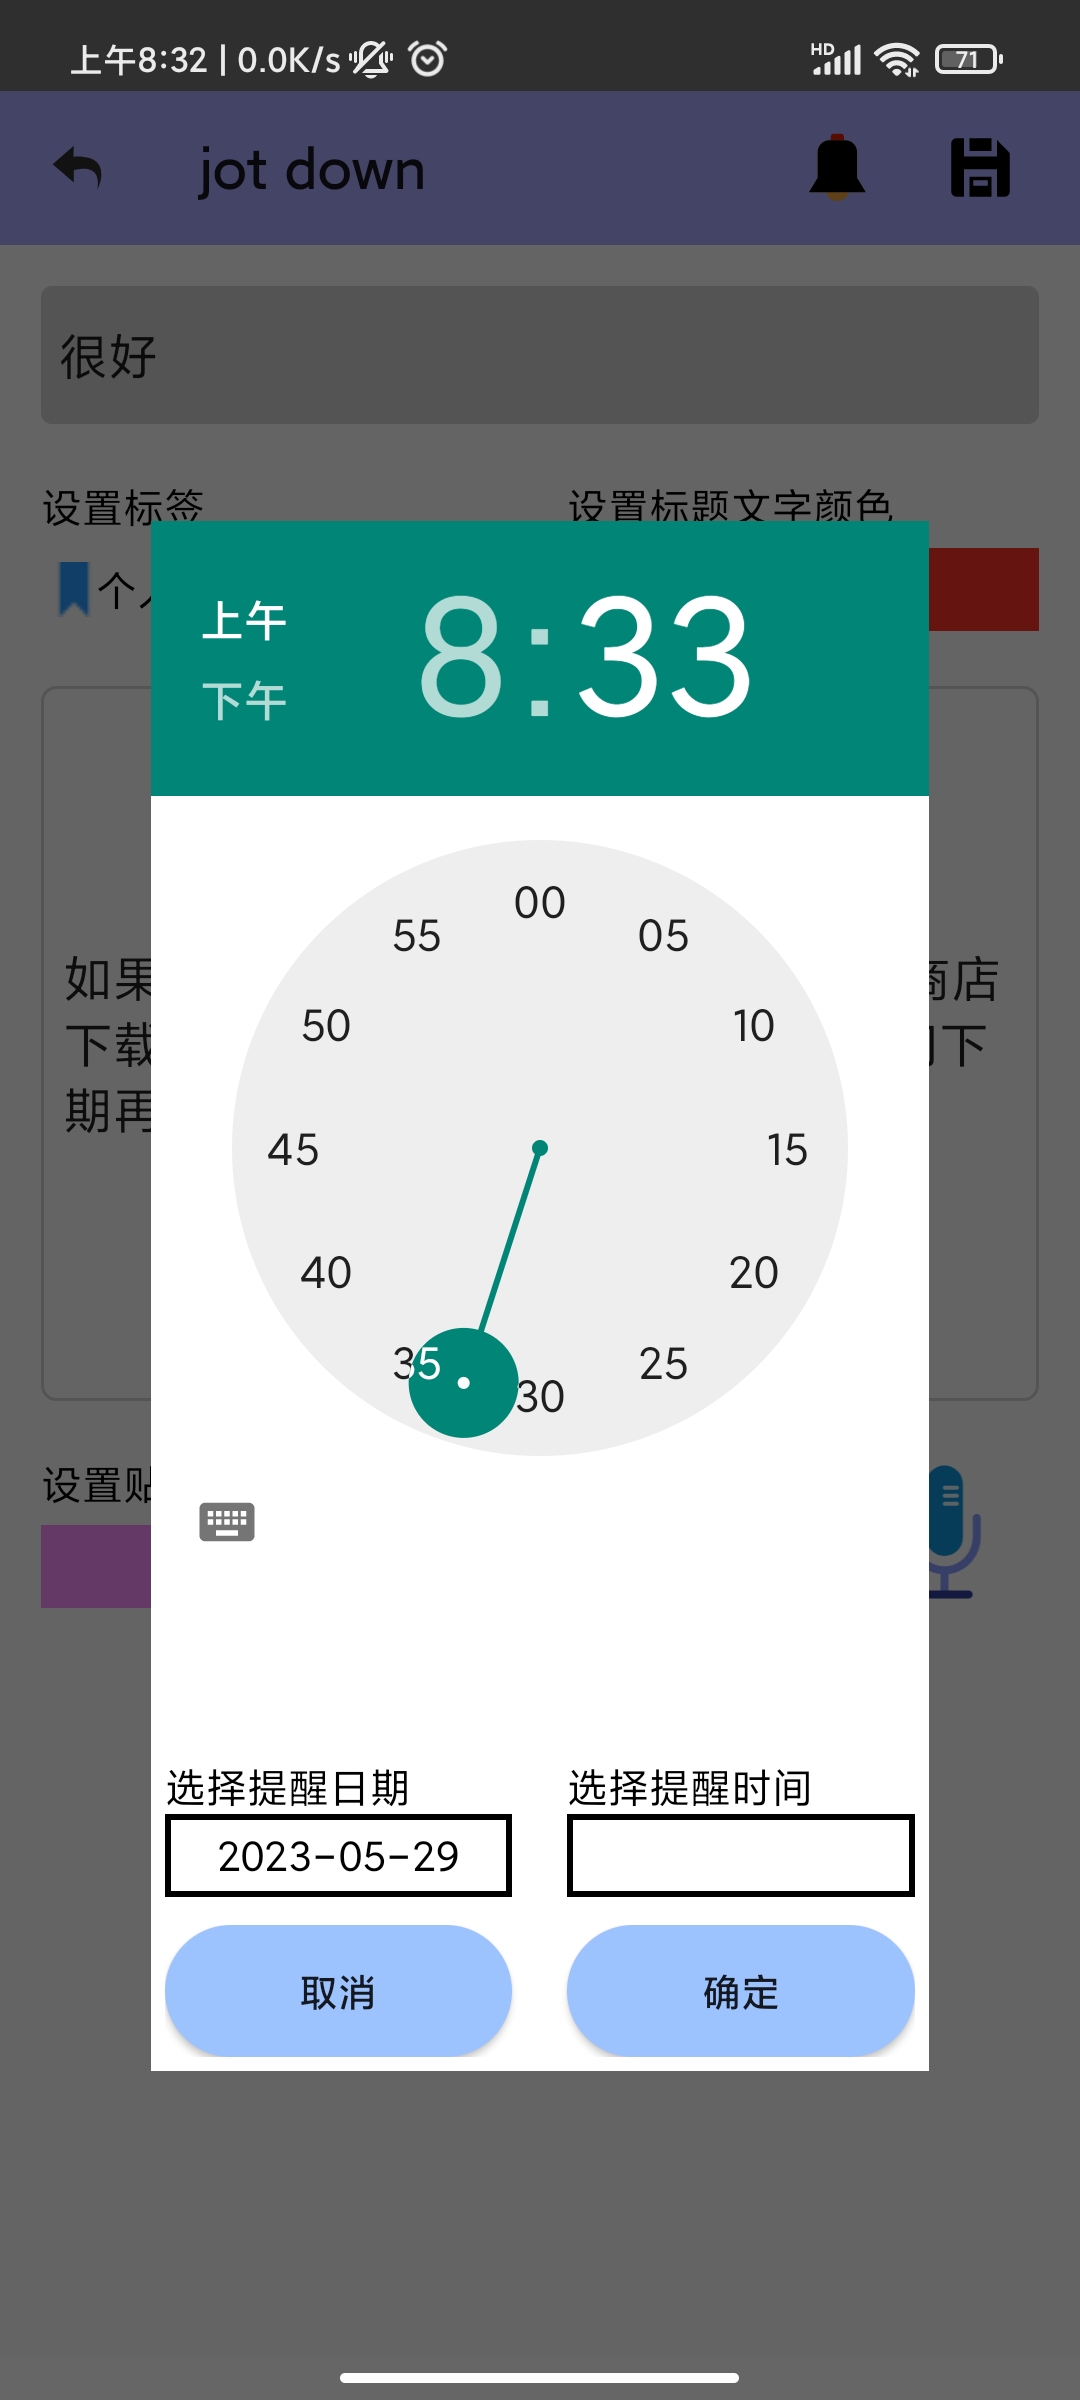 上午8:32 | 0.0K/s
HD
71
jot down
很好
设置标签
设置标题文字颜色
个
上午
下午
8:33
00
55
05
50
10
45
15
40
20
35
25
30
如果
商店
下载
下
期再
设置贴
选择提醒日期
选择提醒时间
2023-05-29
取消
确定